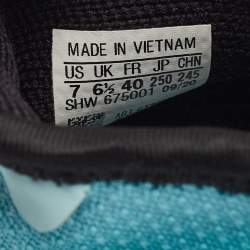 MADE IN VIETNAM
US UK FR JP CHN
7 6½ 40 250 245
SHW 675001 09/20